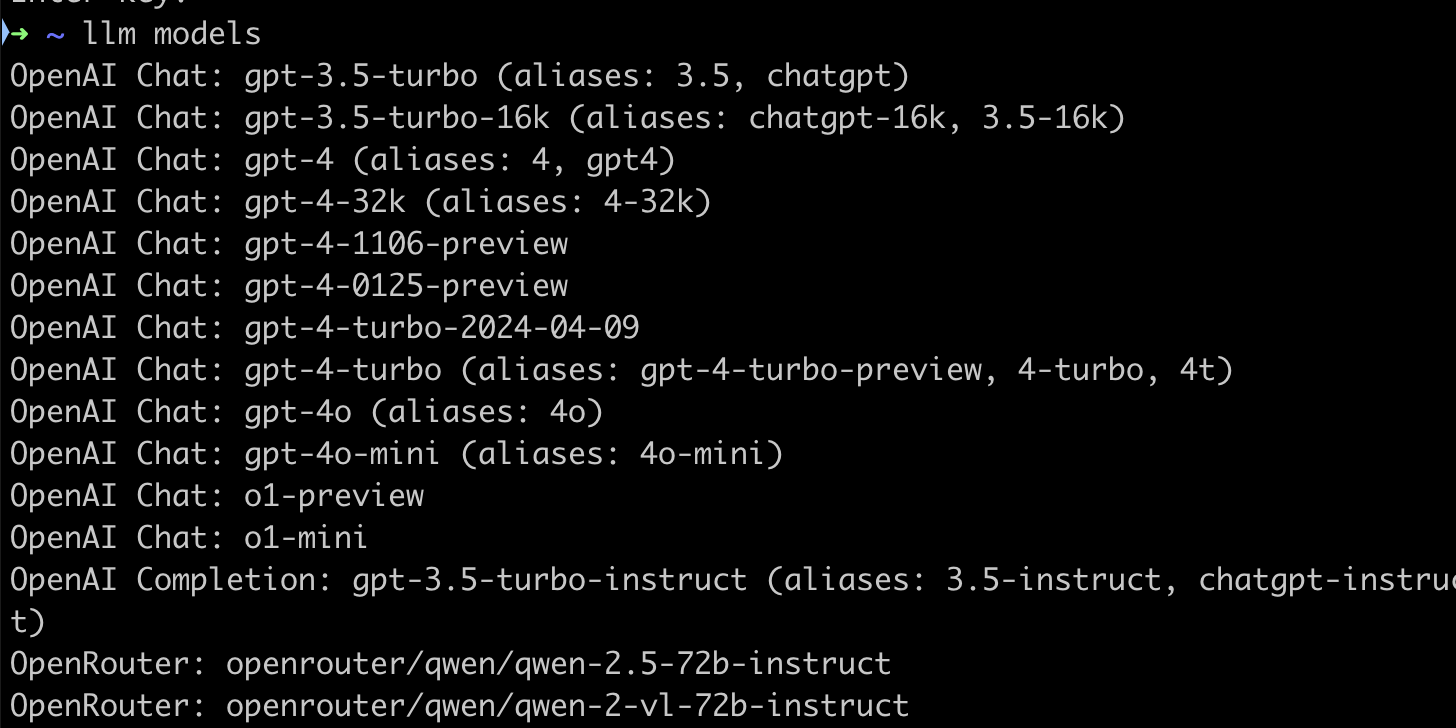 Enter key:
➜ ~ llm models
OpenAI Chat: gpt-3.5-turbo (aliases: 3.5, chatgpt)
OpenAI Chat: gpt-3.5-turbo-16k (aliases: chatgpt-16k, 3.5-16k)
OpenAI Chat: gpt-4 (aliases: 4, gpt4)
OpenAI Chat: gpt-4-32k (aliases: 4-32k)
OpenAI Chat: gpt-4-1106-preview
OpenAI Chat: gpt-4-0125-preview
OpenAI Chat: gpt-4-turbo-2024-04-09
OpenAI Chat: gpt-4-turbo (aliases: gpt-4-turbo-preview, 4-turbo, 4t)
OpenAI Chat: gpt-4o (aliases: 4o)
OpenAI Chat: gpt-4o-mini (aliases: 4o-mini)
OpenAI Chat: o1-preview
OpenAI Chat: o1-mini
OpenAI Completion: gpt-3.5-turbo-instruct (aliases: 3.5-instruct, chatgpt-instruc
t)
OpenRouter: openrouter/qwen/qwen-2.5-72b-instruct
OpenRouter: openrouter/qwen/qwen-2-vl-72b-instruct